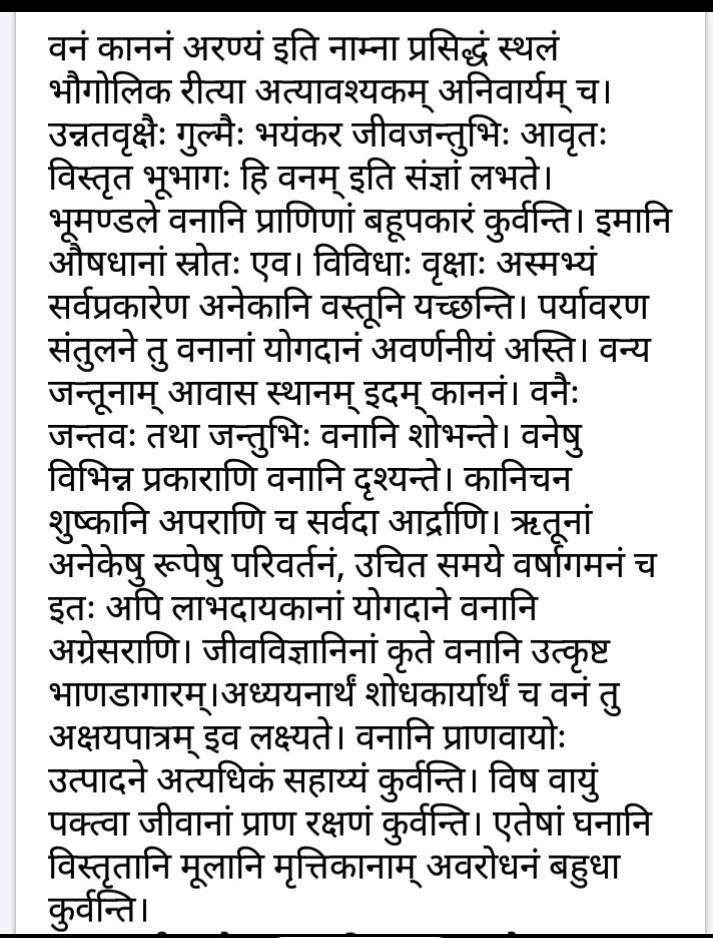 वनं काननं अरण्यं इति नाम्ना प्रसिद्धं स्थलं
भौगोलिक रीत्या अत्यावश्यकम् अनिवार्यम् च।
उन्नतवृक्षैः गुल्मैः भयंकर जीवजन्तुभिः आवृतः
विस्तृत भूभागः हि वनम् इति संज्ञां लभते।
भूमण्डले वनानि प्राणिणां बहूपकारं कुर्वन्ति। इमानि
औषधानां स्रोतः एव। विविधाः वृक्षाः अस्मभ्यं
सर्वप्रकारेण अनेकानि वस्तूनि यच्छन्ति। पर्यावरण
संतुलने तु वनानां योगदानं अवर्णनीयं अस्ति। वन्य
जन्तूनाम् आवास स्थानम् इदम् काननं। वनैः
जन्तवः तथा जन्तुभिः वनानि शोभन्ते। वनेषु
विभिन्न प्रकाराणि वनानि दृश्यन्ते। कानिचन
शुष्कानि अपराणि च सर्वदा आर्द्राणि। ऋतूनां
अनेकेषु रूपेषु परिवर्तनं, उचित समये वर्षागमनं च
इतः अपि लाभदायकानां योगदाने वनानि
अग्रेसराणि। जीवविज्ञानिनां कृते वनानि उत्कृष्ट
भाणडागारम्।अध्ययनार्थं शोधकार्यार्थं च वनं तु
अक्षयपात्रम् इव लक्ष्यते। वनानि प्राणवायोः
उत्पादने अत्यधिकं सहाय्यं कुर्वन्ति। विष वायुं
पक्त्वा जीवानां प्राण रक्षणं कुर्वन्ति। एतेषां घनानि
विस्तृतानि मूलानि मृत्तिकानाम् अवरोधनं बहुधा
कुर्वन्ति।